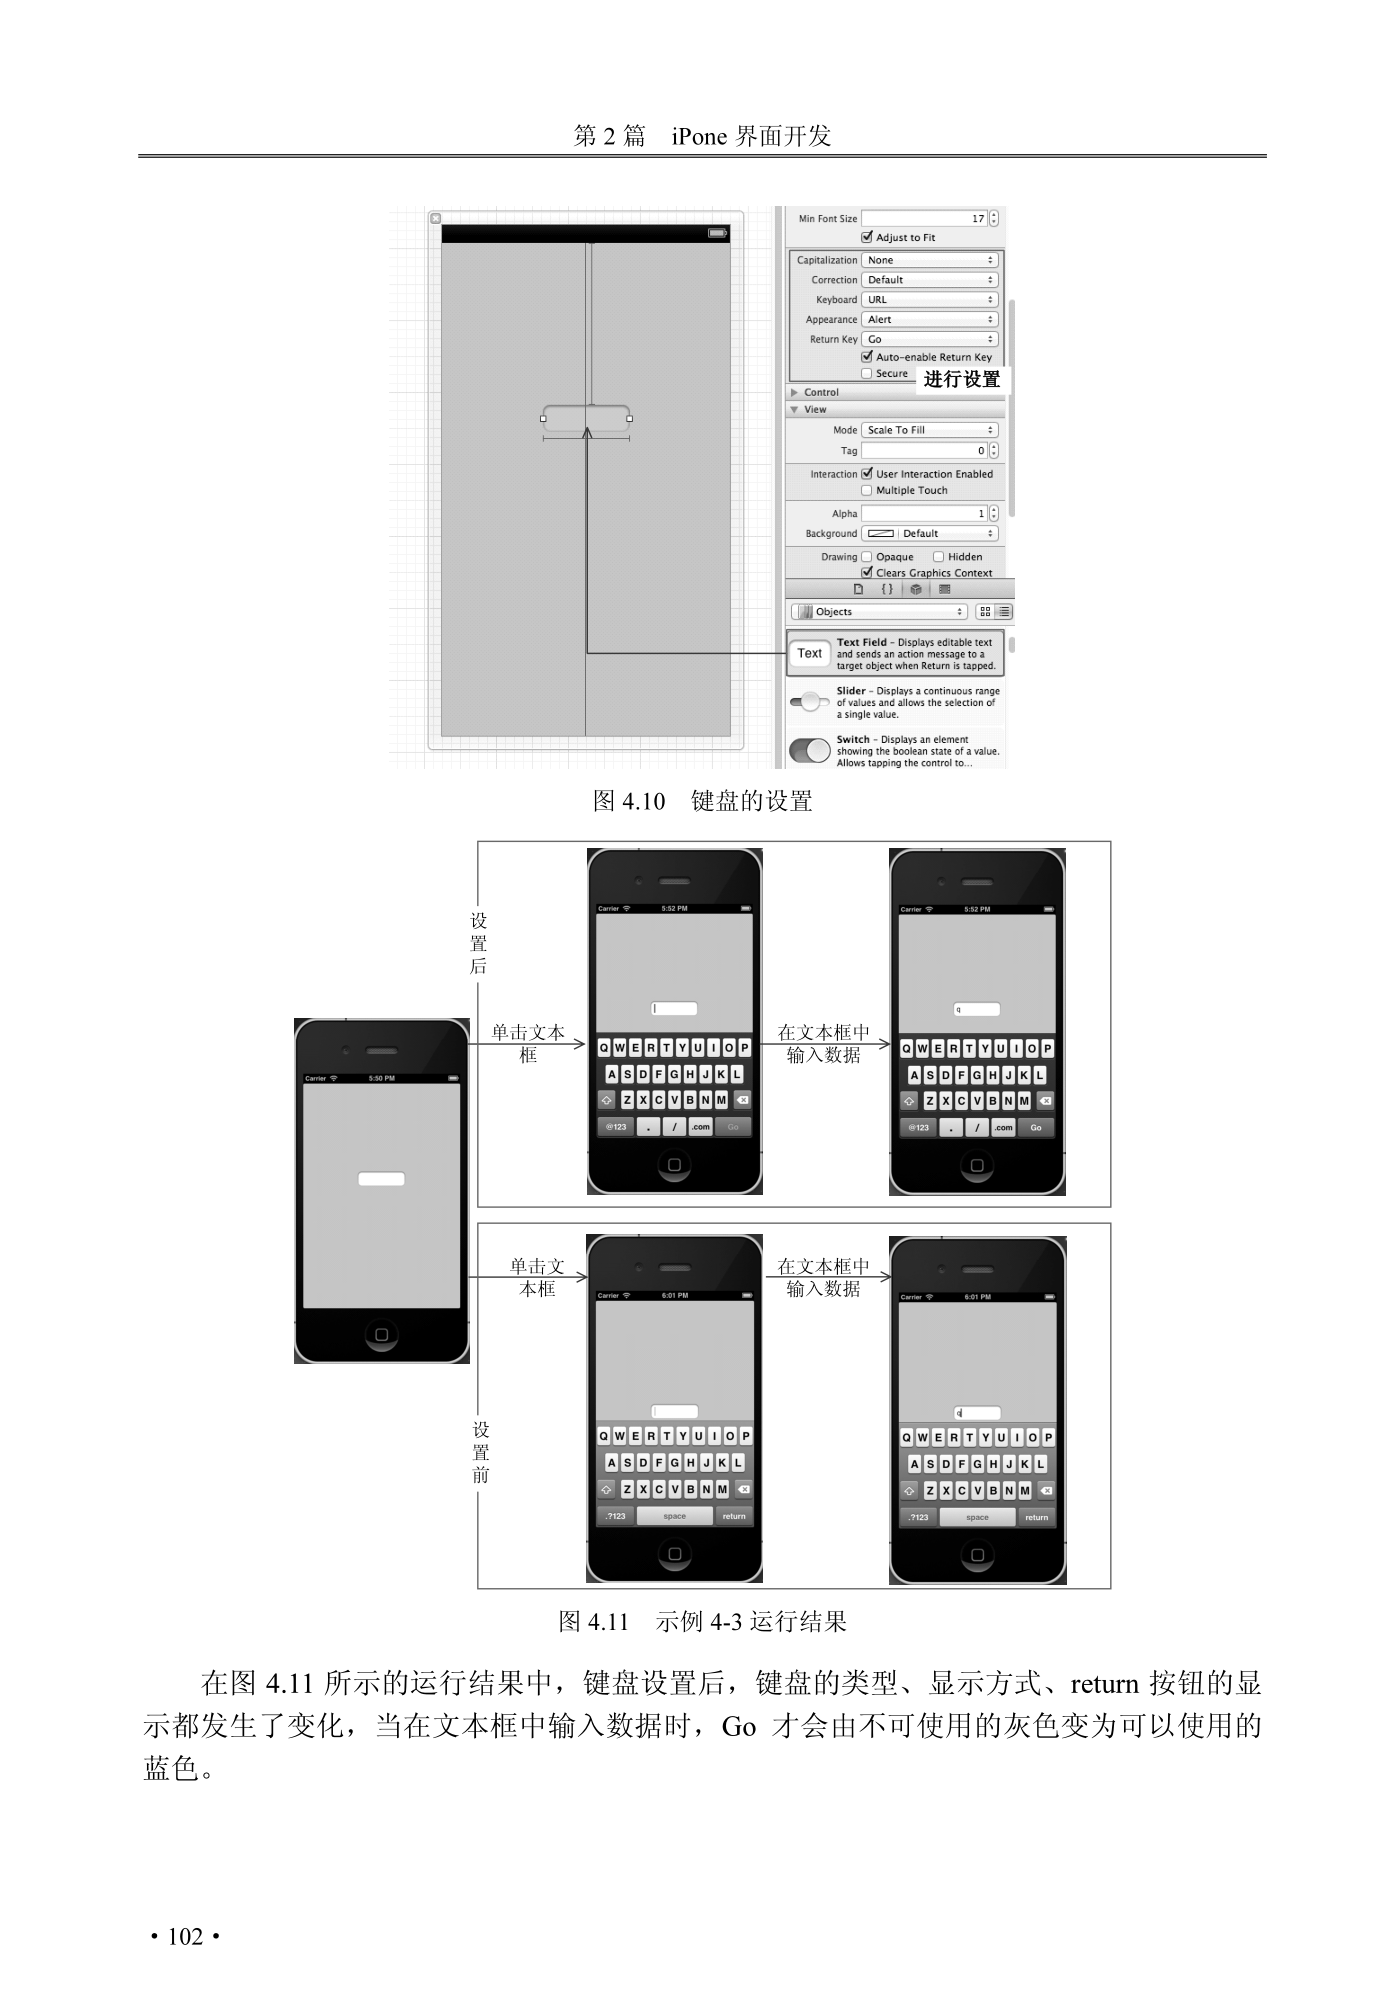 第 2 篇 iPone 界面开发
Min Font Size 17
Adjust to Fit
Capitalization None
Correction Default
Keyboard URL
Appearance Alert
Return Key Go
Auto-enable Return Key
Secure 进行设置
Control
View
Mode Scale To Fill
Tag 0
Interaction User Interaction Enabled
Multiple Touch
Alpha 1
Background Default
Drawing Opaque Hidden
Clears Graphics Context
{ }
Objects
Text
Text Field - Displays editable text
and sends an action message to a
target object when Return is tapped.
Slider - Displays a continuous range
of values and allows the selection of
a single value.
Switch - Displays an element
showing the boolean state of a value.
Allows tapping the control to...
图 4.10 键盘的设置
设
置
后
Carrier 5:50 PM
单击文本
框
Carrier 5:52 PM
Q W E R T Y U I O P
A S D F G H J K L
Z X C V B N M
@123 . / .com Go
在文本框中
输入数据
Carrier 5:52 PM
q
Q W E R T Y U I O P
A S D F G H J K L
Z X C V B N M
@123 . / .com Go
设
置
前
单击文
本框
Carrier 6:01 PM
Q W E R T Y U I O P
A S D F G H J K L
Z X C V B N M
.?123 space return
在文本框中
输入数据
Carrier 6:01 PM
q
Q W E R T Y U I O P
A S D F G H J K L
Z X C V B N M
.?123 space return
图 4.11 示例 4-3 运行结果
在图 4.11 所示的运行结果中，键盘设置后，键盘的类型、显示方式、return 按钮的显
示都发生了变化，当在文本框中输入数据时，Go 才会由不可使用的灰色变为可以使用的
蓝色。
· 102 ·